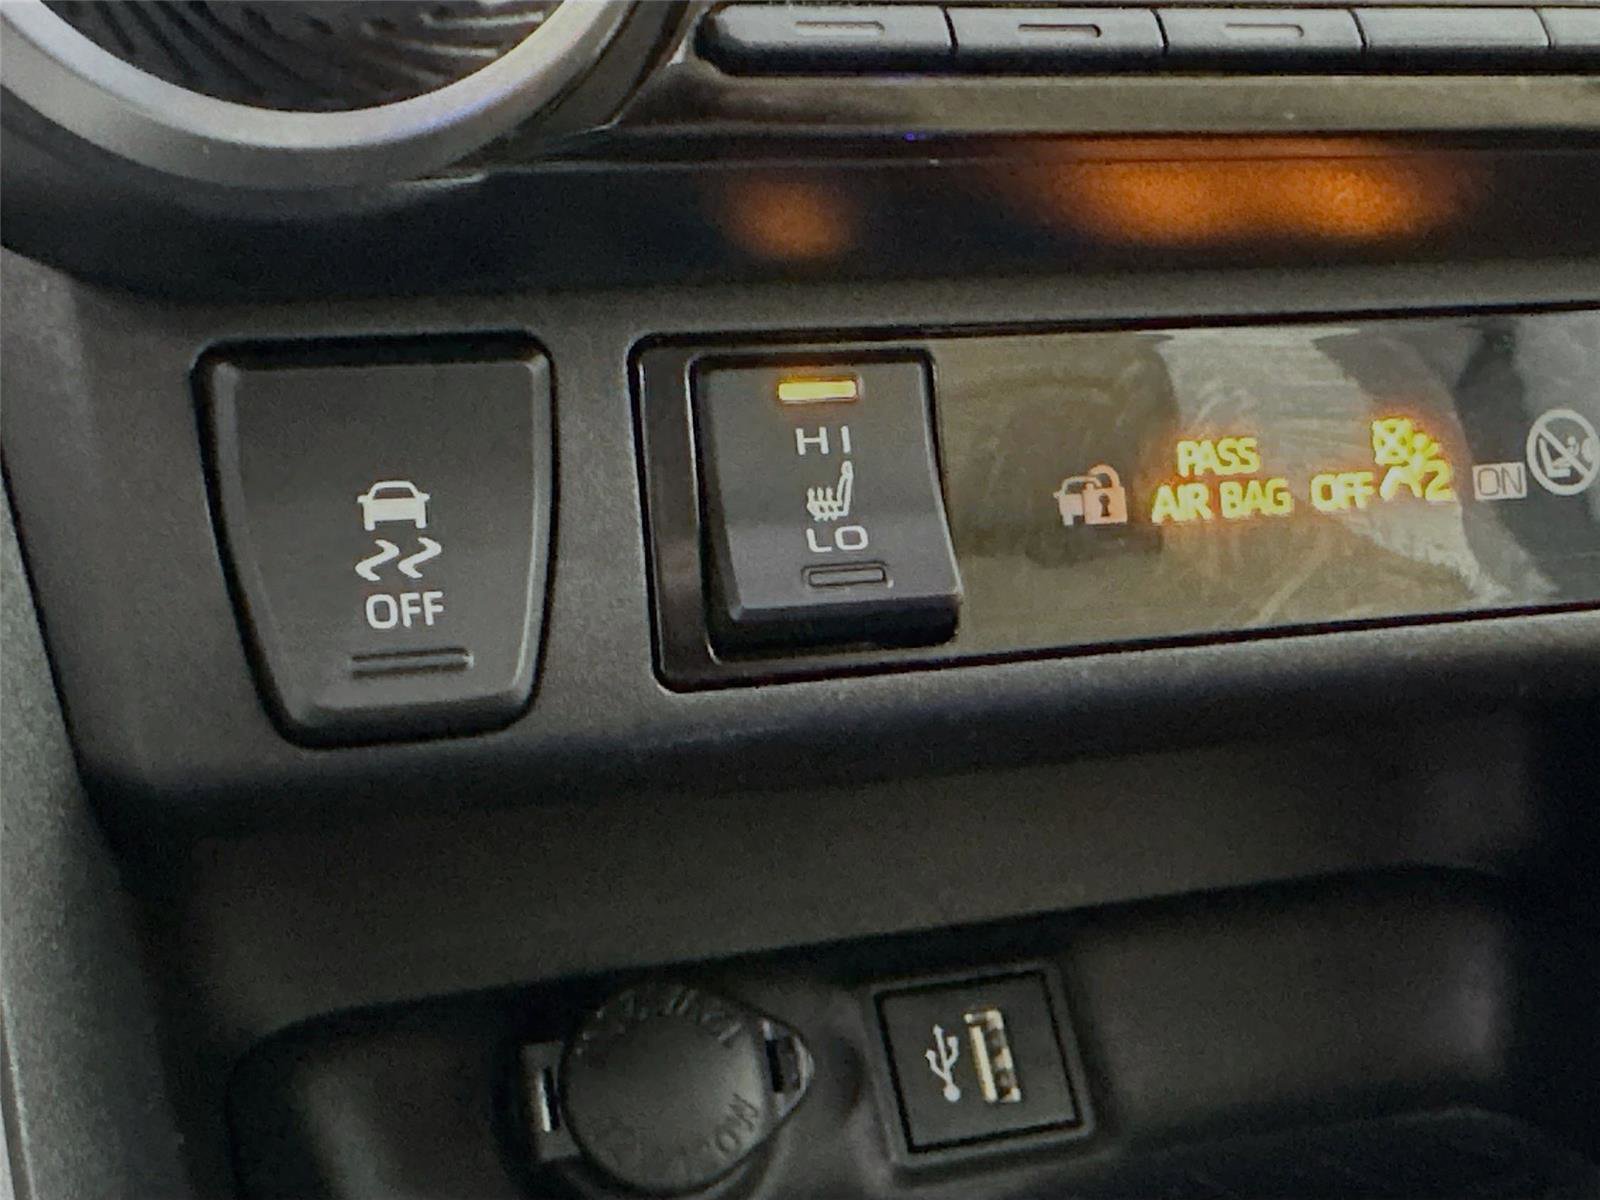 HI
LO
OFF
PASS
AIR BAG OFF 2 ON